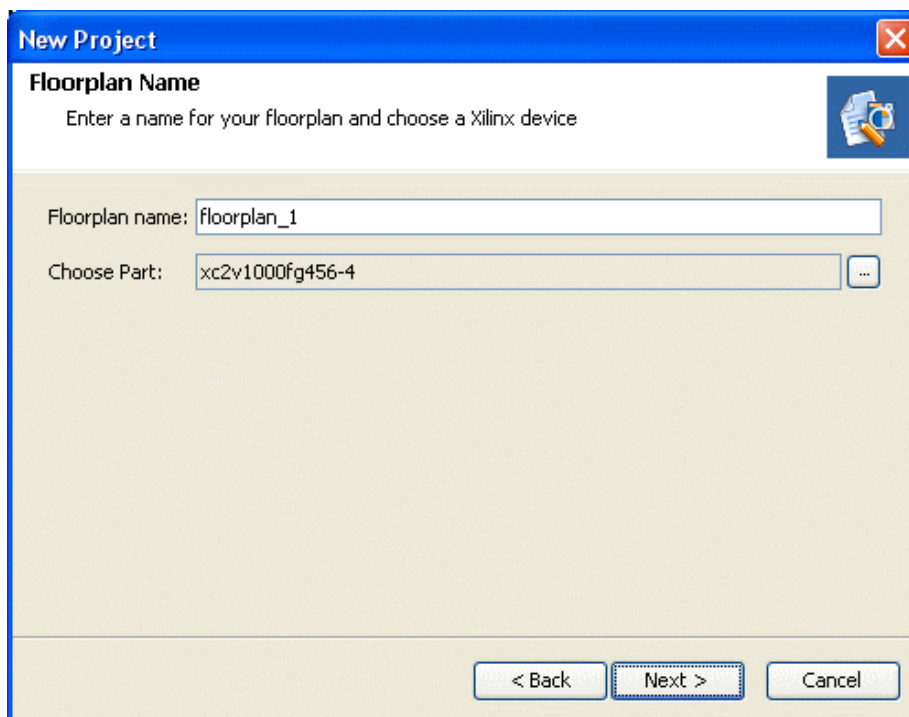 New Project
Floorplan Name
Enter a name for your floorplan and choose a Xilinx device
Floorplan name: floorplan_1
Choose Part: xc2v1000fg456-4 ...
< Back Next > Cancel